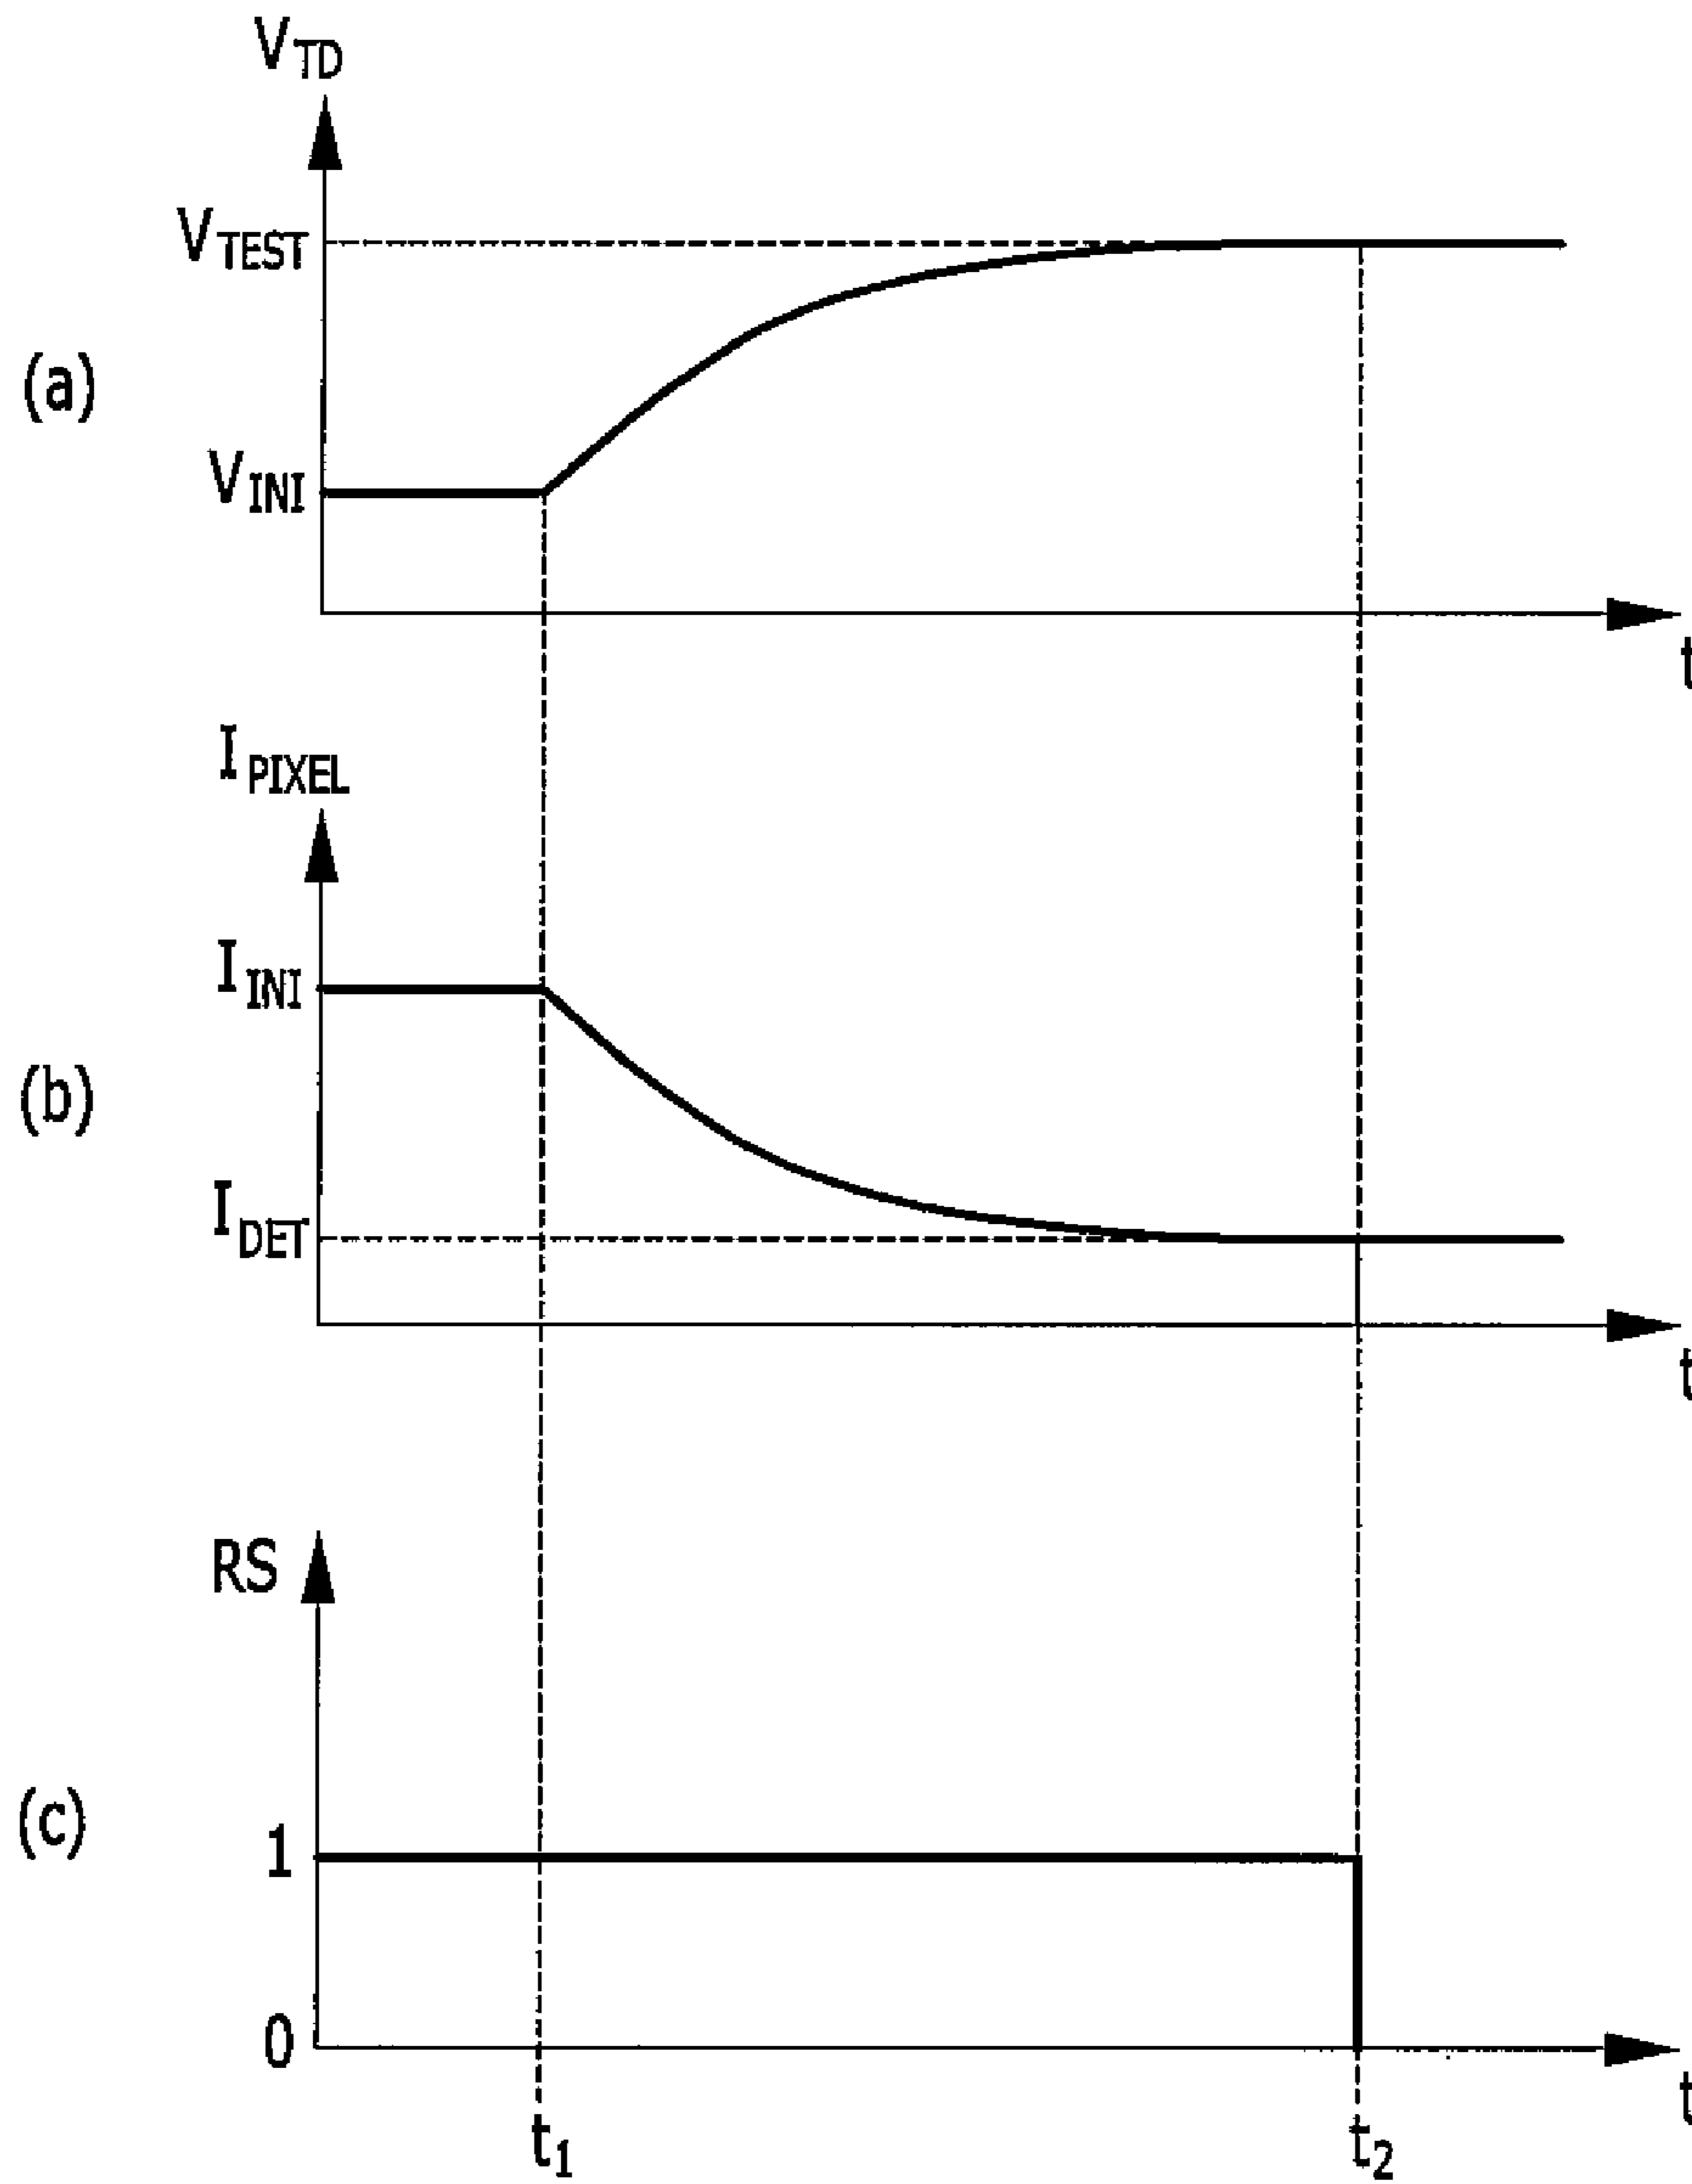 V_TD
V_TEST
(a)
V_INI
t
I_PIXEL
I_INI
(b)
I_DET
t
RS
(c)
1
0
t
t_1
t_2